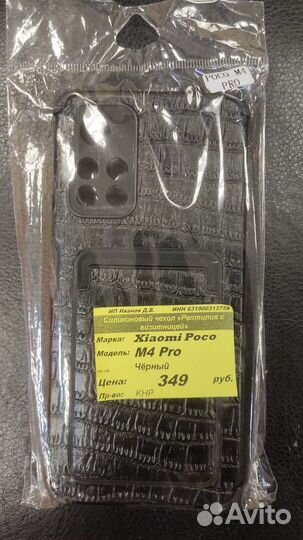 POCO M4
PRO
ИП Иванов Д.В. ИНН 631900313758
Силиконовый чехол «Рептилия с
визитницей»
Марка: Xiaomi Poco
Модель: M4 Pro
Чёрный
Цена: 349 руб.
Пр-во: КНР
Avito